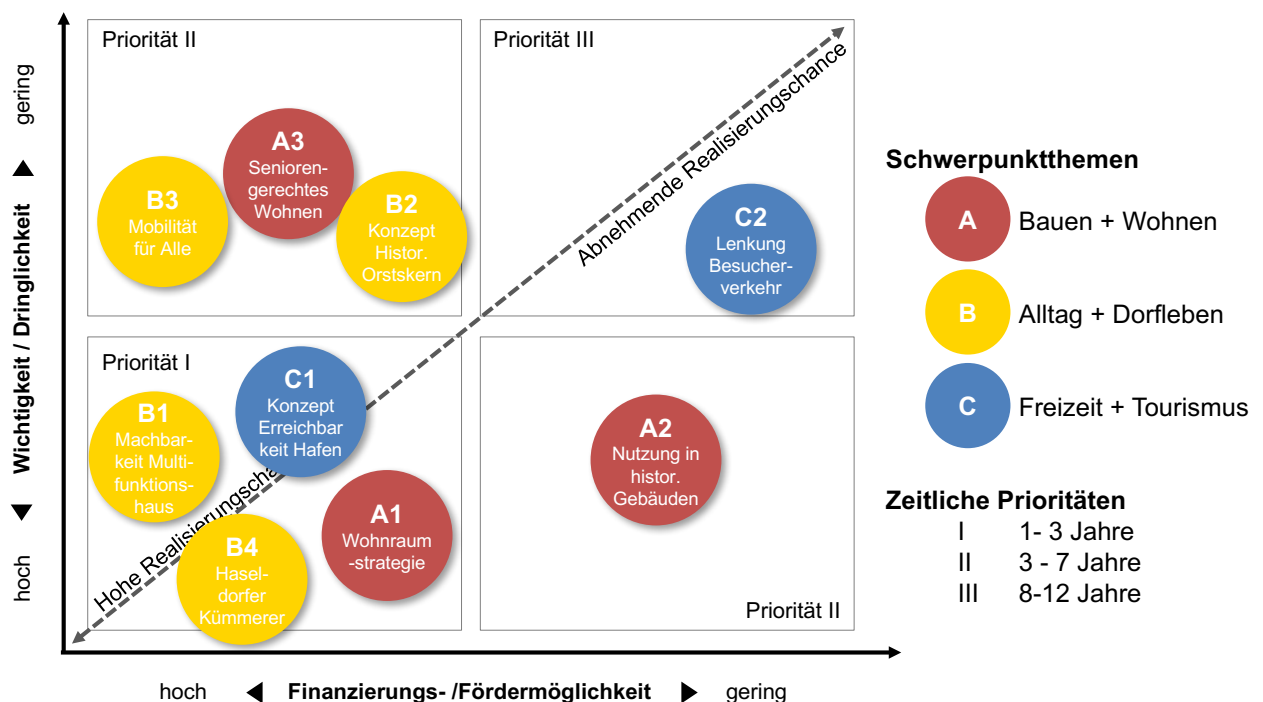 Priorität II
Priorität III
gering
Wichtigkeit / Dringlichkeit
hoch
A3
Senioren-
gerechtes
Wohnen
B3
Mobilität
für Alle
B2
Konzept
Histor.
Orstskern
Abnehmende Realisierungschance
C2
Lenkung
Besucher-
verkehr
Priorität I
C1
Konzept
Erreichbar
keit Hafen
B1
Machbar-
keit Multi-
funktions-
haus
Hohe Realisierungscha
A1
Wohnraum
-strategie
B4
Hasel-
dorfer
Kümmerer
A2
Nutzung in
histor.
Gebäuden
Priorität II
hoch Finanzierungs- /Fördermöglichkeit gering
Schwerpunktthemen
A Bauen + Wohnen
B Alltag + Dorfleben
C Freizeit + Tourismus
Zeitliche Prioritäten
I 1- 3 Jahre
II 3 - 7 Jahre
III 8-12 Jahre